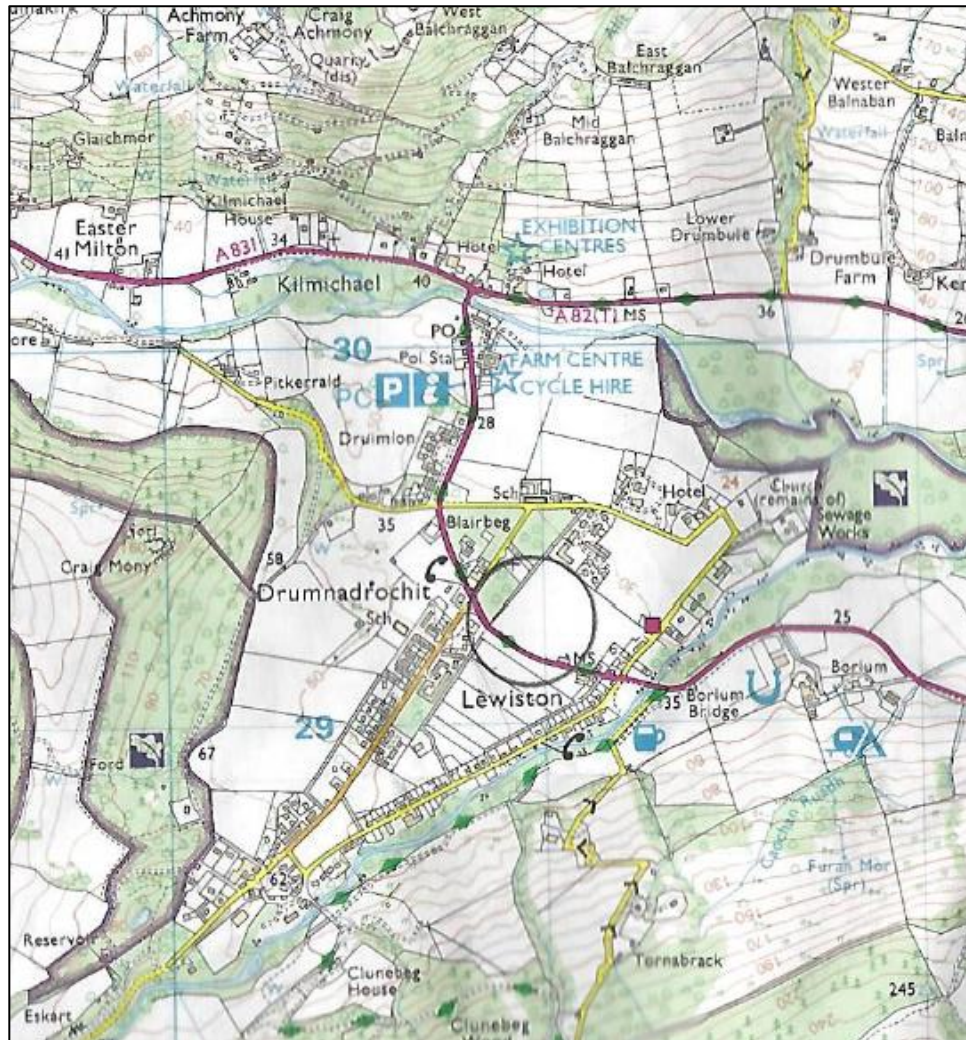 Achmony
Farm
Craig
Achmony
West
Balchraggan
Quarry
(dis)
East
Balchraggan
Waterfall
Mid
Balchraggan
Wester
Balnaban
Glaichmor
Waterfall
Kilmichael
House
Easter
Milton
41
A 831
34
Hotel
EXHIBITION
CENTRES
Hotel
Lower
Drumbuie
Drumbuie
Farm
40
Kilmichael
40
A 82(T)
MS
36
PO
30
Pol Sta
FARM CENTRE
CYCLE HIRE
PC
P
i
Pitkerrald
28
Druimlon
Sch
Hotel
24
Church
(remains of)
Sewage
Works
35
Blairbeg
58
Craig Mony
Drumnadrochit
Sch
MS
25
Borlum
Lewiston
35
Borlum
Bridge
29
67
Ford
W
Furan Mor
(Spr)
62
Reservoir
Clunebeg
House
Tornabrack
245
Eskart
Clunebeg
Wood